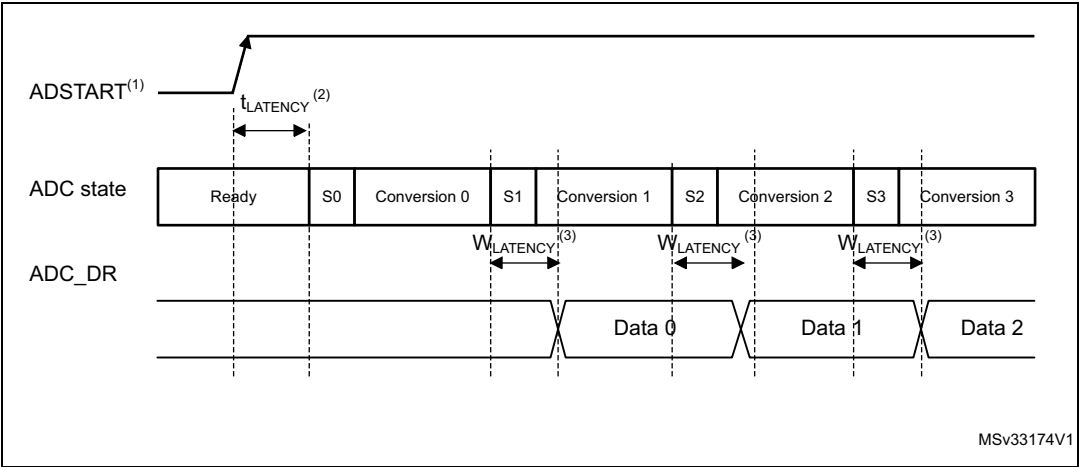 ADSTART(1)
tLATENCY (2)
ADC state
Ready S0 Conversion 0 S1 Conversion 1 S2 Conversion 2 S3 Conversion 3
WLATENCY (3) WLATENCY (3) WLATENCY (3)
ADC_DR
Data 0 Data 1 Data 2
MSv33174V1